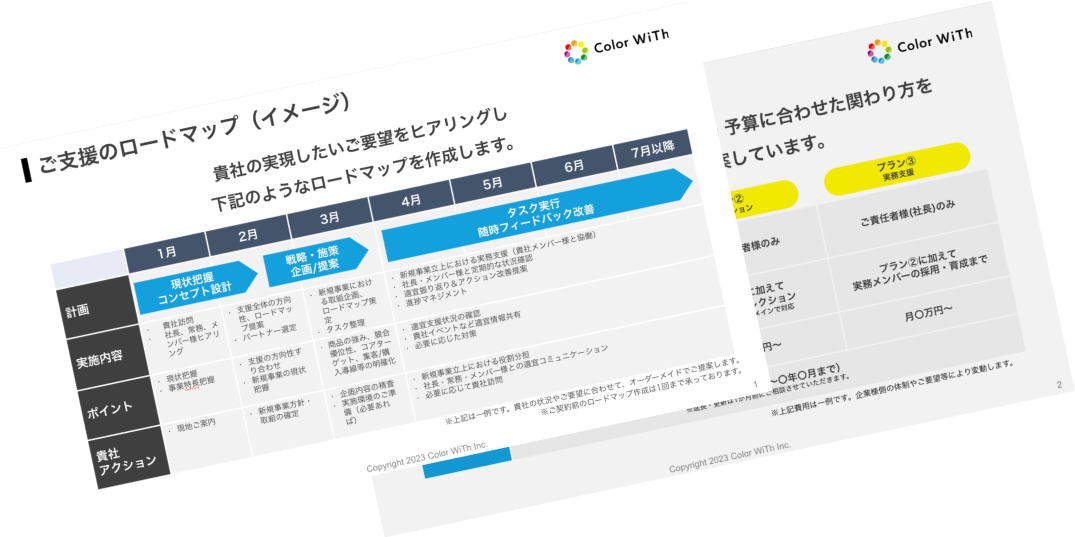 Color WiTh
ご支援のロードマップ（イメージ）
貴社の実現したいご要望をヒアリングし
下記のようなロードマップを作成します。
1月
2月
3月
4月
5月
6月
7月以降
計画
現状把握
コンセプト設計
戦略・施策
企画/提案
タスク実行
随時フィードバック改善
実施内容
・ 貴社訪問
・ 社長、常務、メ
ンバー様ヒアリ
ング
・ 支援全体の方向
性、ロードマッ
プ提案
・ パートナー選定
・ 新規事業におけ
る取組企画、
ロードマップ策
定
・ タスク整理
・ 新規事業立上における実務支援（貴社メンバー様と協働）
・ 社長・メンバー様と定期的な状況確認
・ 適宜振り返り＆アクション改善提案
・ 進捗マネジメント
ポイント
・ 現状把握
・ 事業特長把握
・ 支援の方向性す
り合わせ
・ 新規事業の現状
把握
・ 商品の強み、競合
優位性、コアター
ゲット、集客/購
入導線等の明確化
・ 適宜支援状況の確認
・ 貴社イベントなど適宜情報共有
・ 必要に応じた対策
貴社
アクション
・ 現地ご案内
・ 新規事業方針・
取組の確定
・ 企画内容の精査
・ 実施環境のご準
備（必要あれ
ば）
・ 新規事業立上における役割分担
・ 社長・常務・メンバー様との適宜コミュニケーション
・ 必要に応じて貴社訪問
※上記は一例です。貴社の状況やご要望に合わせて、オーダーメイドでご提案します。
※ご契約前のロードマップ作成は1回まで承っております。
1
Copyright 2023 Color WiTh Inc.
Color WiTh
予算に合わせた関わり方を
しています。
②
ション
プラン③
実務支援
者様のみ
ご責任者様(社長)のみ
に加えて
クション
メインで対応
プラン②に加えて
実務メンバーの採用・育成まで
円〜
月〇万円〜
〜〇年〇月まで）
にご相談させていただきます。
※上記費用は一例です。企業様側の体制やご要望等により変動します。
2
Copyright 2023 Color WiTh Inc.